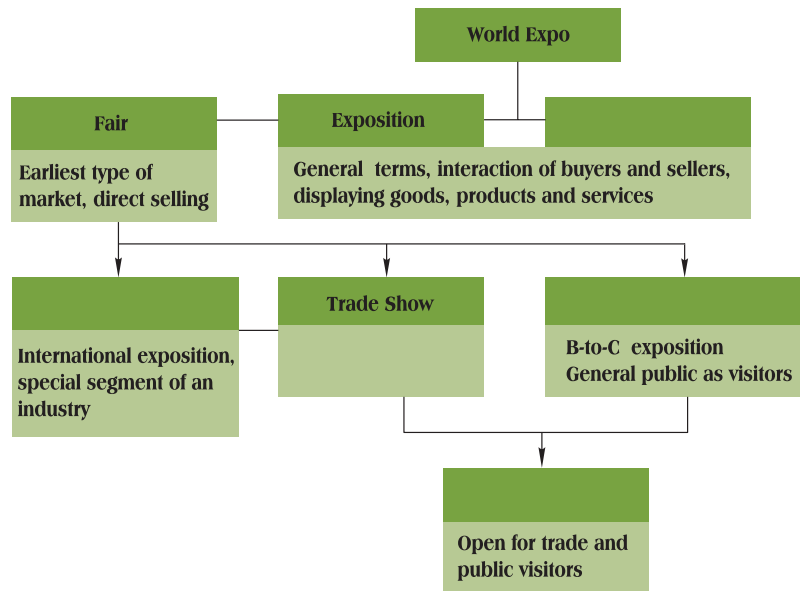 World Expo
Fair
Exposition
Earliest type of
market, direct selling
General terms, interaction of buyers and sellers,
displaying goods, products and services
Trade Show
International exposition,
special segment of an
industry
B-to-C exposition
General public as visitors
Open for trade and
public visitors